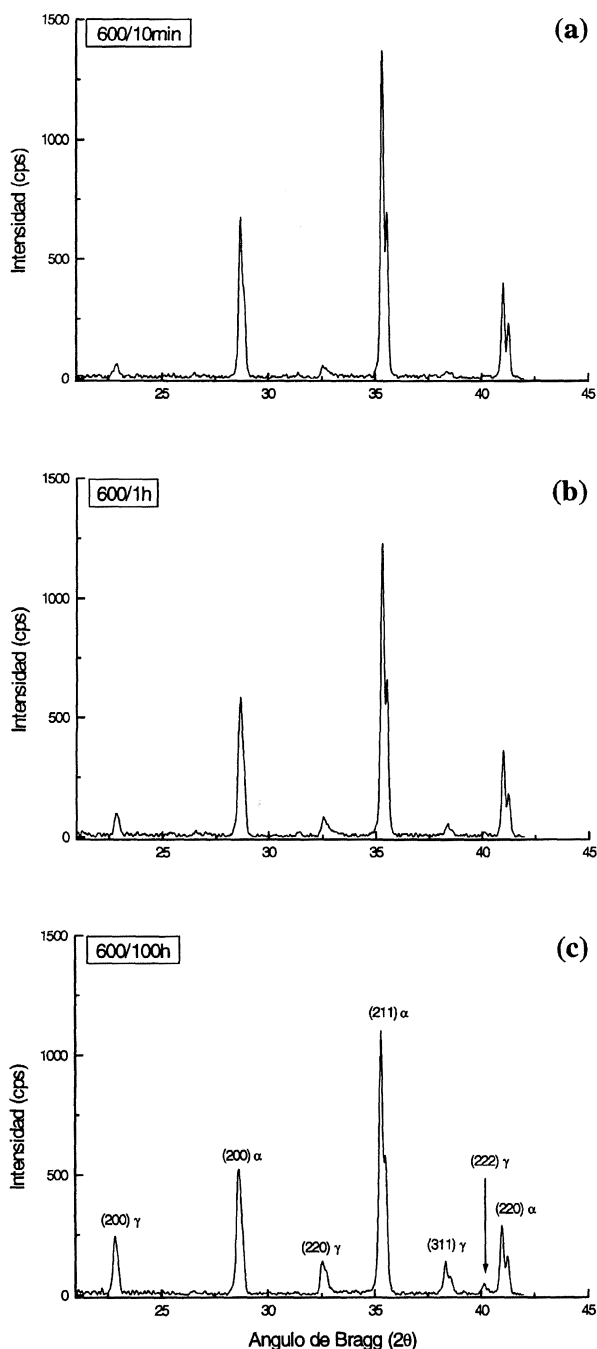 600/10min
(a)
1500
1000
500
0
Intensidad (cps)
25 30 35 40 45
600/1h
(b)
1500
1000
500
0
Intensidad (cps)
25 30 35 40 45
600/100h
(c)
1500
1000
500
0
Intensidad (cps)
(211) α
(200) α
(222) γ
(200) γ
(220) α
(220) γ
(311) γ
25 30 35 40 45
Angulo de Bragg (2θ)